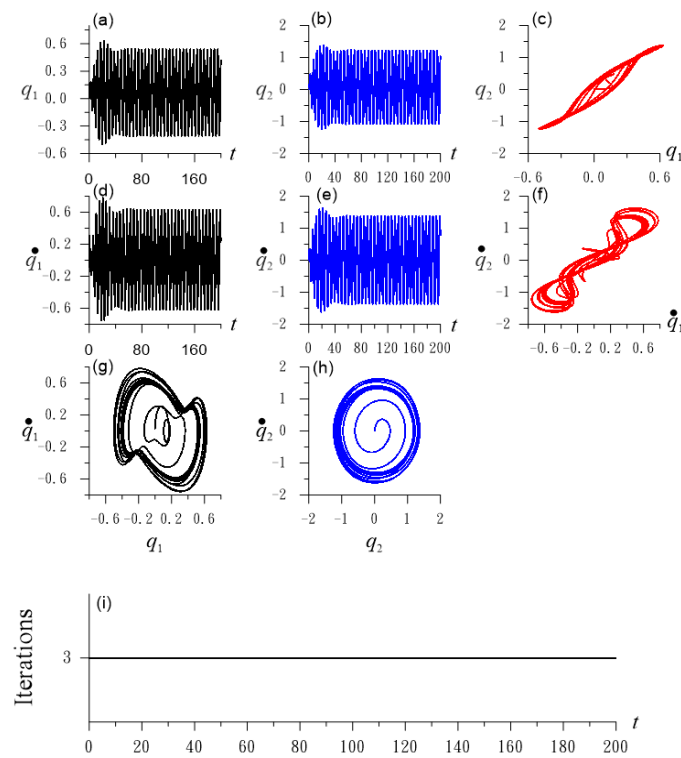 (a) (b) (c)
0.6 0.3 0.0 -0.3 -0.6 q1 t 0 80 160
2 1 0 -1 -2 q2 t 0 40 80 120 160 200
2 1 0 -1 -2 q2 q1 -0.6 0.0 0.6
(d) (e) (f)
0.6 0.2 -0.2 -0.6 q̇1 t 0 80 160
2 1 0 -1 -2 q̇2 t 0 40 80 120 160 200
2 1 0 -1 -2 q̇2 q̇1 -0.6 -0.2 0.2 0.6
(g) (h)
0.8 0.4 0.0 -0.4 -0.8 q̇1 -0.6 -0.2 0.2 0.6 q1
2 1 0 -1 -2 q̇2 -2 -1 0 1 2 q2
(i)
Iterations
3
t
0 20 40 60 80 100 120 140 160 180 200